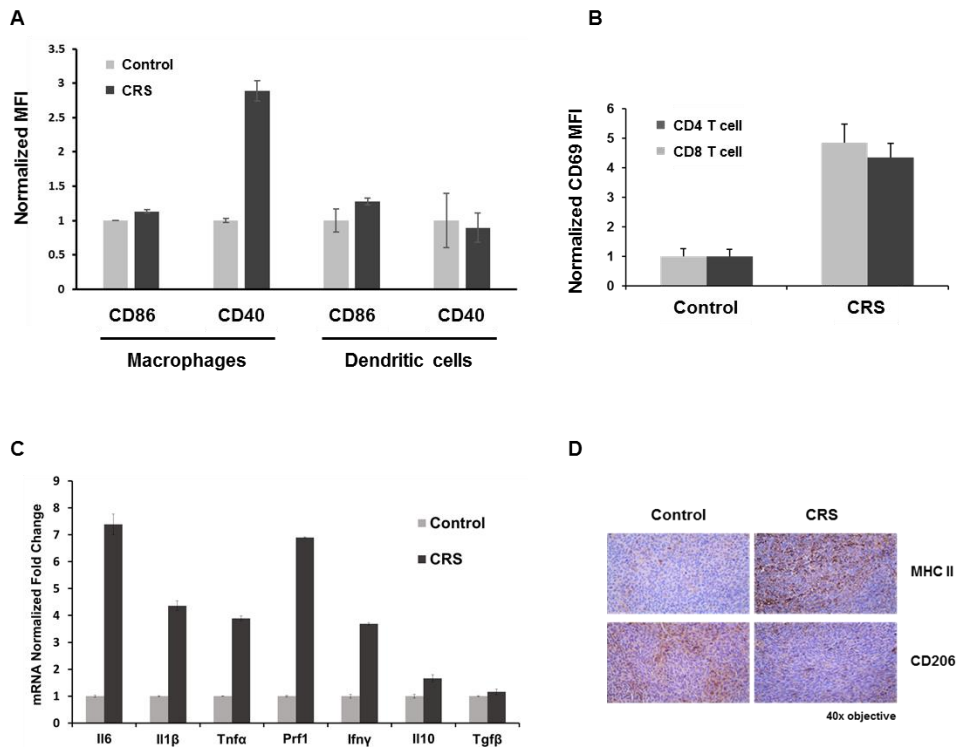 A
Normalized MFI
3.5
3
2.5
2
1.5
1
0.5
0
Control
CRS
CD86
CD40
CD86
CD40
Macrophages
Dendritic cells
B
Normalized CD69 MFI
6
5
4
3
2
1
0
CD4 T cell
CD8 T cell
Control
CRS
C
mRNA Normalized Fold Change
9
8
7
6
5
4
3
2
1
0
Control
CRS
Il6
Il1β
Tnfα
Prf1
Ifnγ
Il10
Tgfβ
D
Control
CRS
MHC II
CD206
40x objective